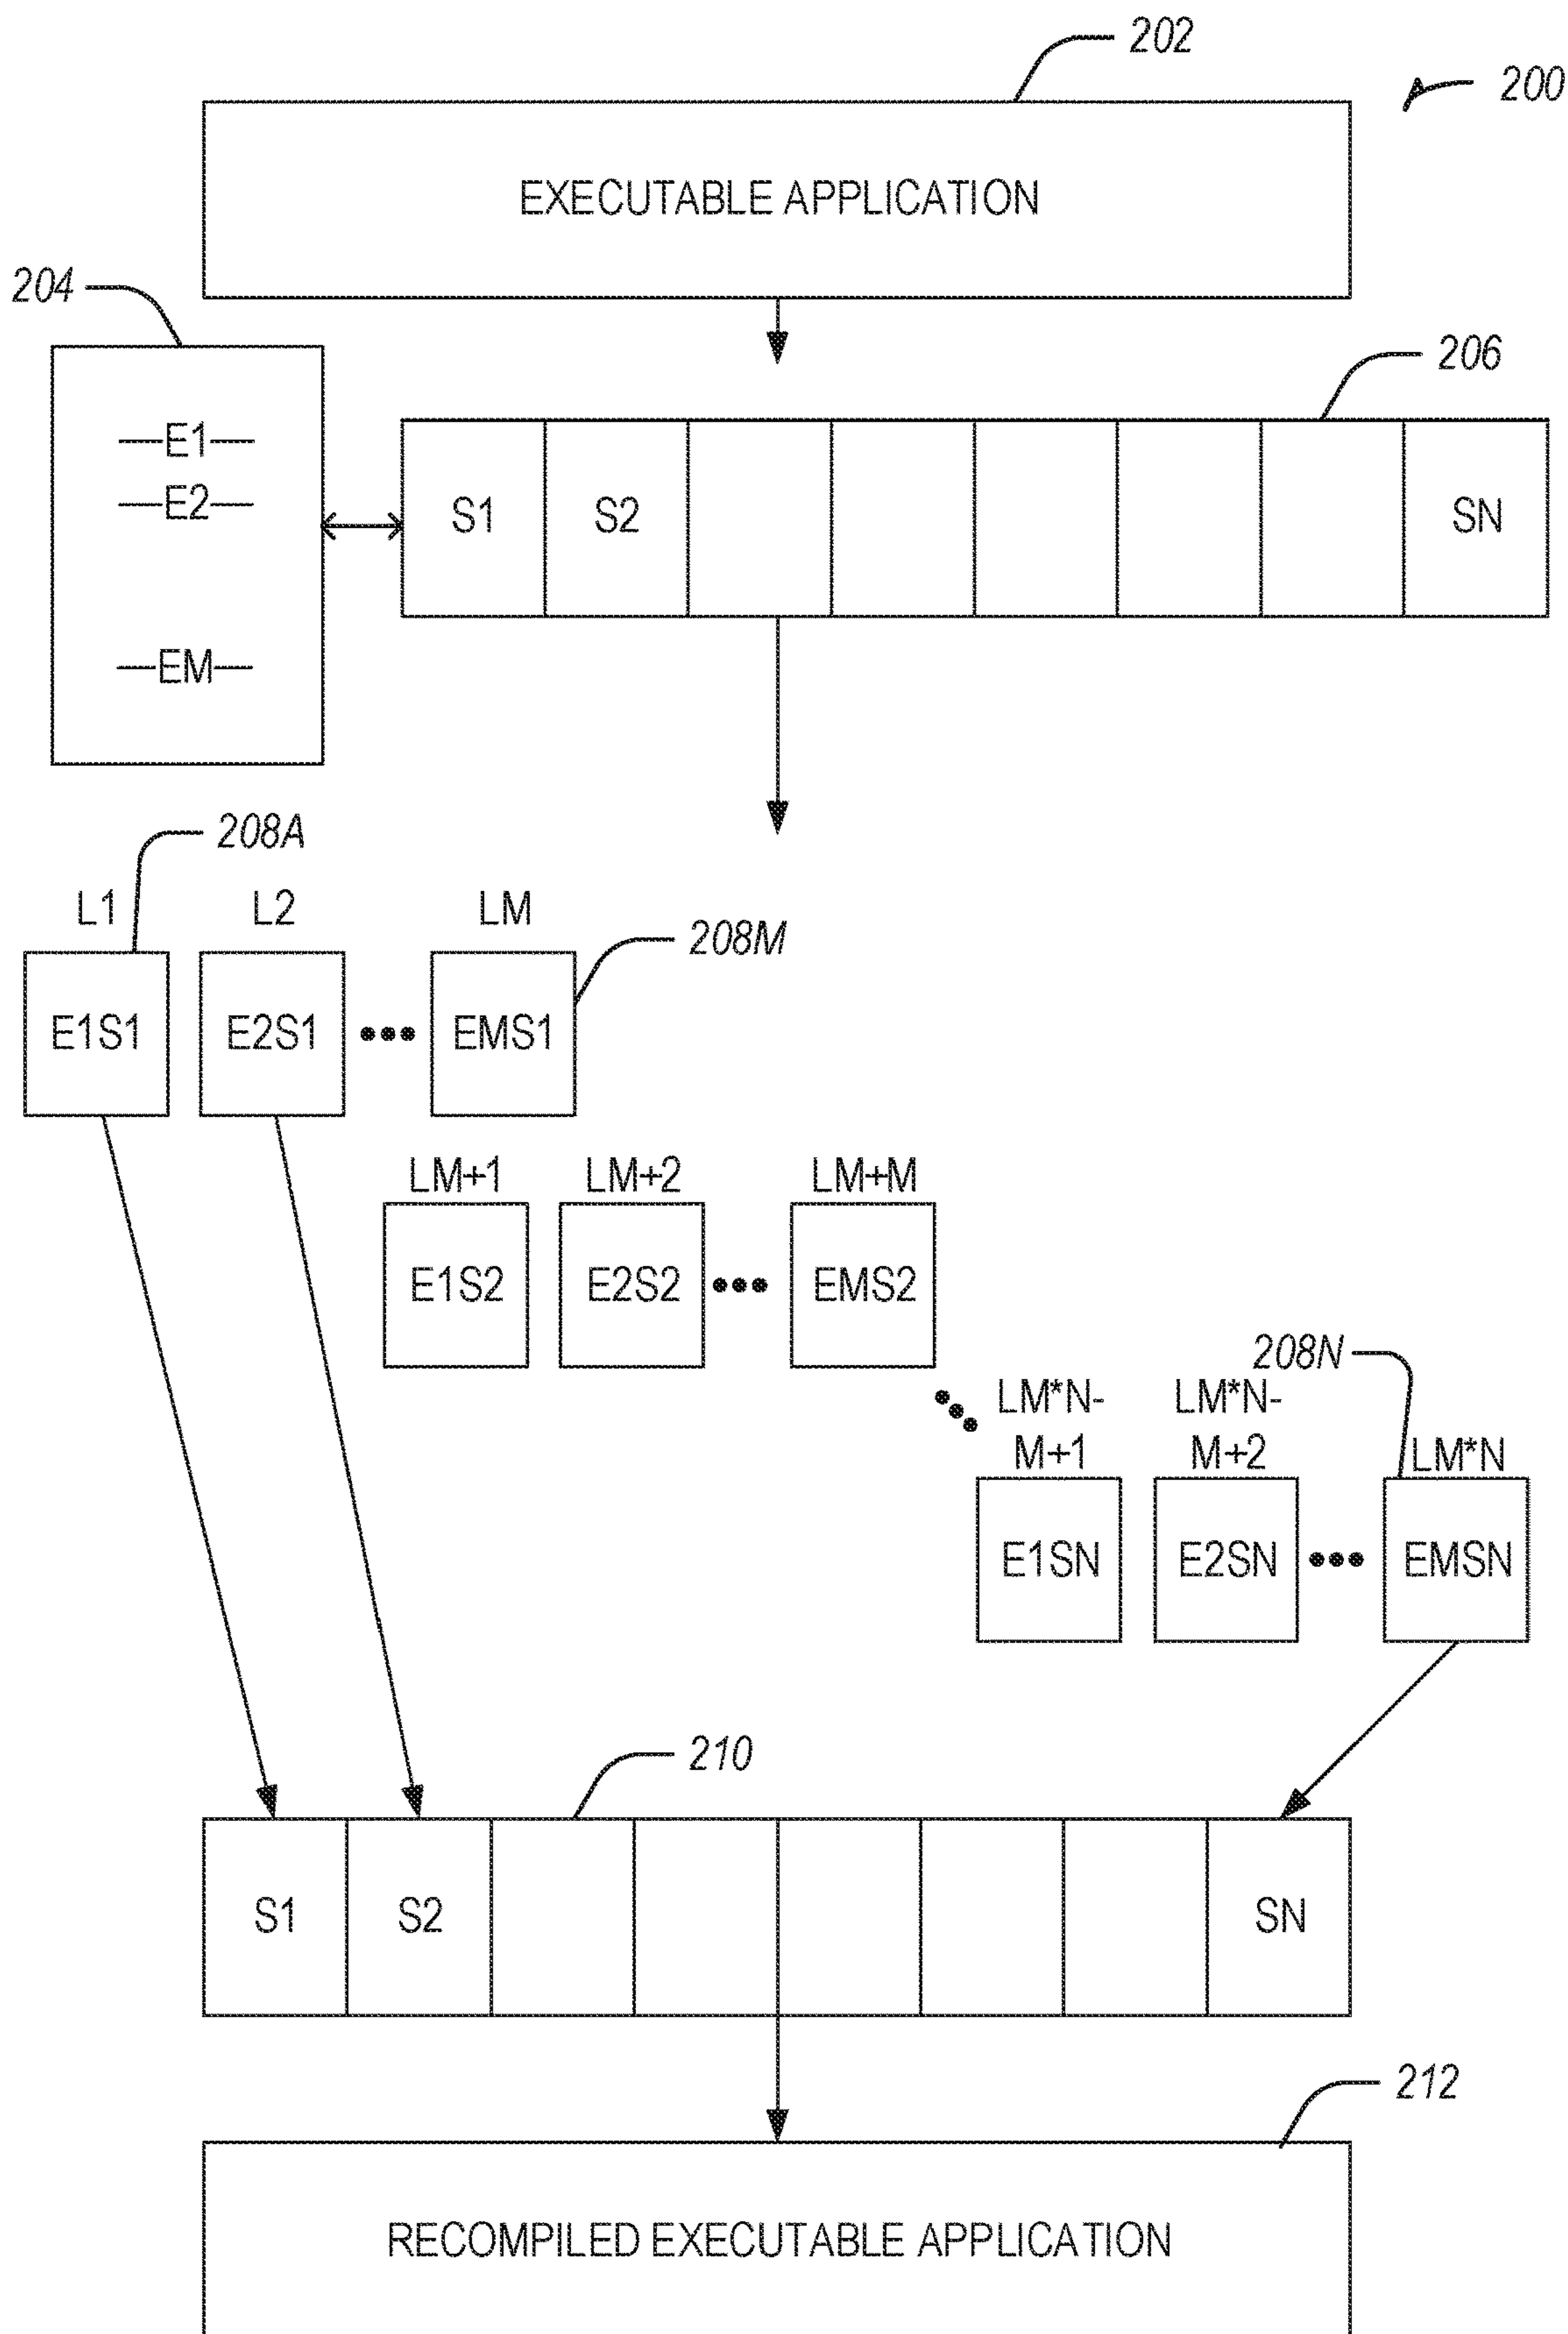 202
200
EXECUTABLE APPLICATION
204
206
E1
E2
EM
S1 S2 SN
208A
L1 L2 LM
208M
E1S1 E2S1 ••• EMS1
LM+1 LM+2 LM+M
E1S2 E2S2 ••• EMS2
208N
LM*N-
M+1
LM*N-
M+2
LM*N
E1SN E2SN ••• EMSN
210
S1 S2 SN
212
RECOMPILED EXECUTABLE APPLICATION